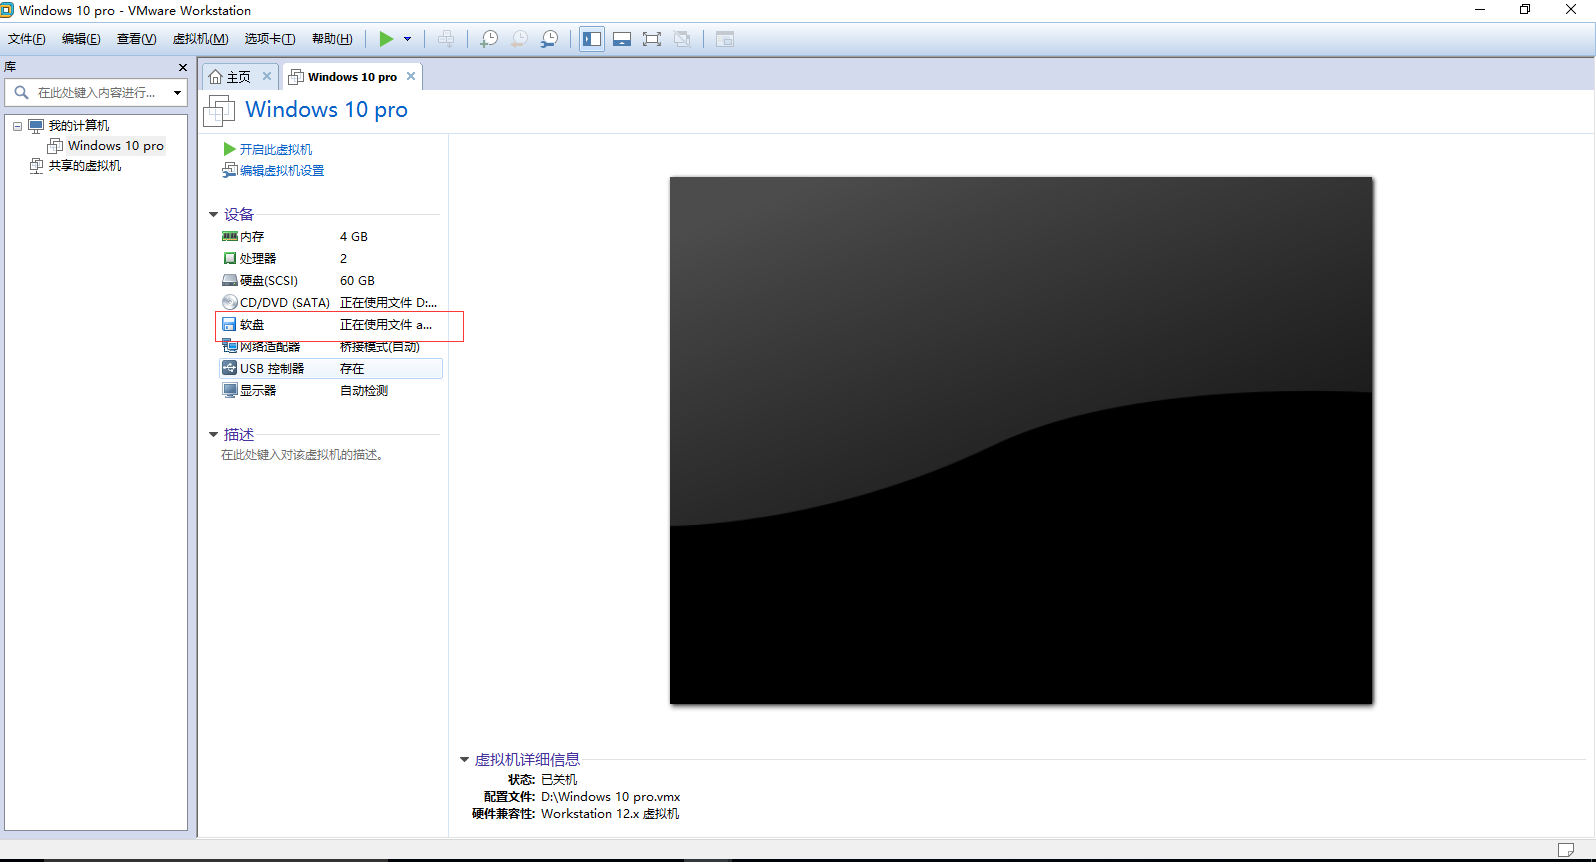 Windows 10 pro - VMware Workstation
文件(F) 编辑(E) 查看(V) 虚拟机(M) 选项卡(T) 帮助(H)
库
在此处键入内容进行...
我的计算机
Windows 10 pro
共享的虚拟机
主页
Windows 10 pro
Windows 10 pro
开启此虚拟机
编辑虚拟机设置
设备
内存 4 GB
处理器 2
硬盘(SCSI) 60 GB
CD/DVD (SATA) 正在使用文件 D:...
软盘 正在使用文件 a...
网络适配器 桥接模式(自动)
USB 控制器 存在
显示器 自动检测
描述
在此处键入对该虚拟机的描述。
虚拟机详细信息
状态: 已关机
配置文件: D:\Windows 10 pro.vmx
硬件兼容性: Workstation 12.x 虚拟机